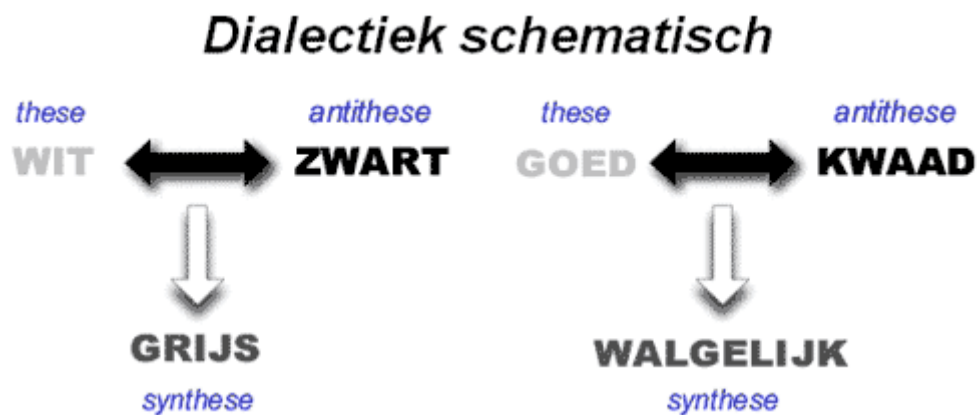 Dialectiek schematisch
these antithese these antithese
WIT ZWART GOED KWAAD
GRIJS WALGELIJK
synthese synthese